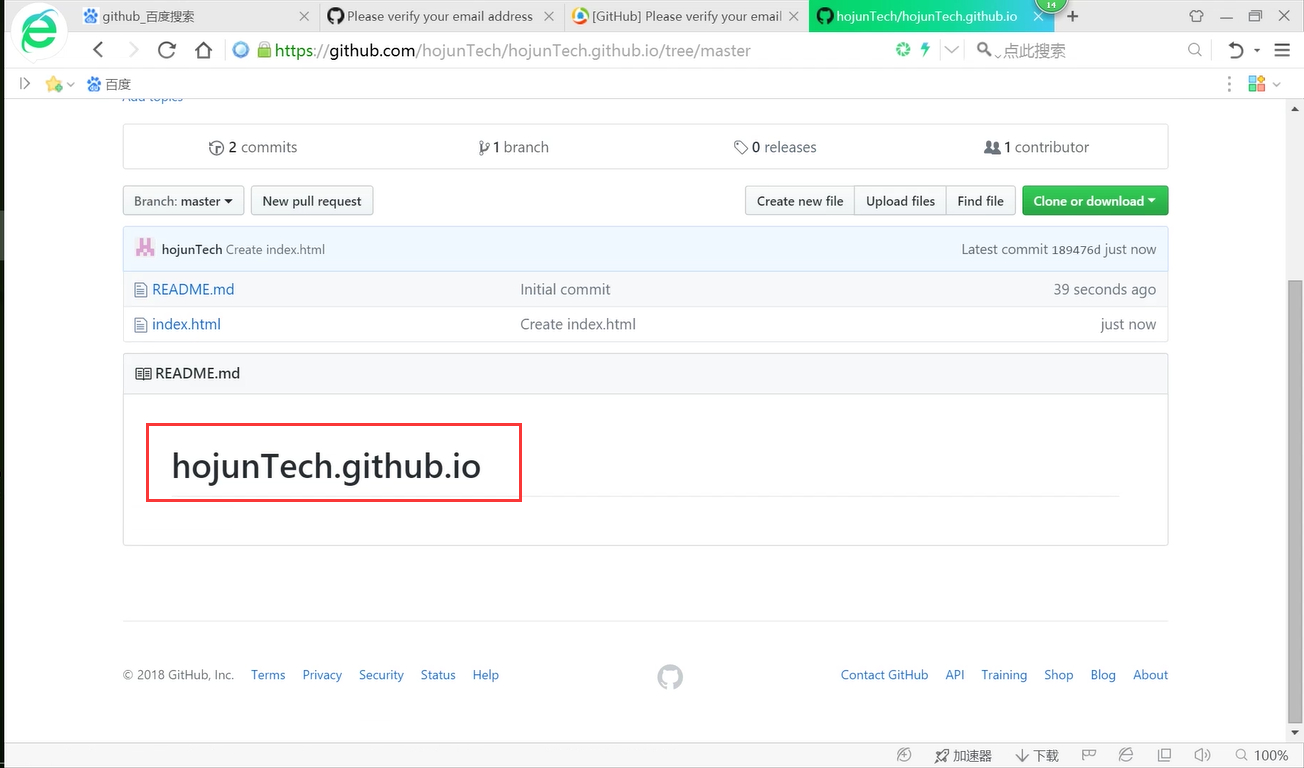 github_百度搜索
Please verify your email address
[GitHub] Please verify your email
hojunTech/hojunTech.github.io
14
https://github.com/hojunTech/hojunTech.github.io/tree/master
点此搜索
百度
Add topics
2 commits
1 branch
0 releases
1 contributor
Branch: master
New pull request
Create new file
Upload files
Find file
Clone or download
hojunTech Create index.html
Latest commit 189476d just now
README.md
Initial commit
39 seconds ago
index.html
Create index.html
just now
README.md
hojunTech.github.io
© 2018 GitHub, Inc.
Terms
Privacy
Security
Status
Help
Contact GitHub
API
Training
Shop
Blog
About
加速器
下载
100%